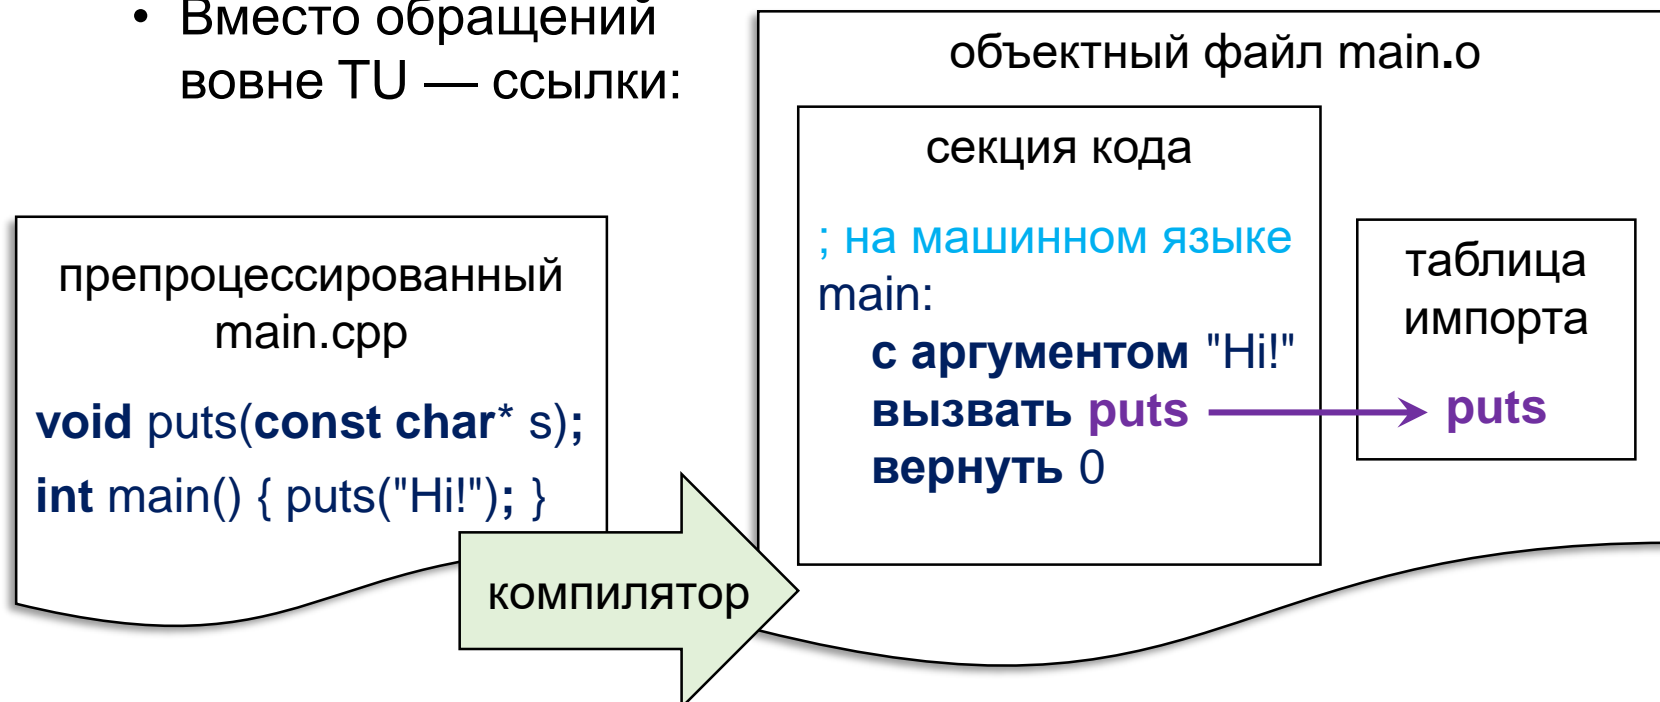 • Вместо обращений
вовне TU — ссылки:
препроцессированный
main.cpp
void puts(const char* s);
int main() { puts("Hi!"); }
компилятор
объектный файл main.o
секция кода
; на машинном языке
main:
с аргументом "Hi!"
вызвать puts
вернуть 0
таблица
импорта
puts